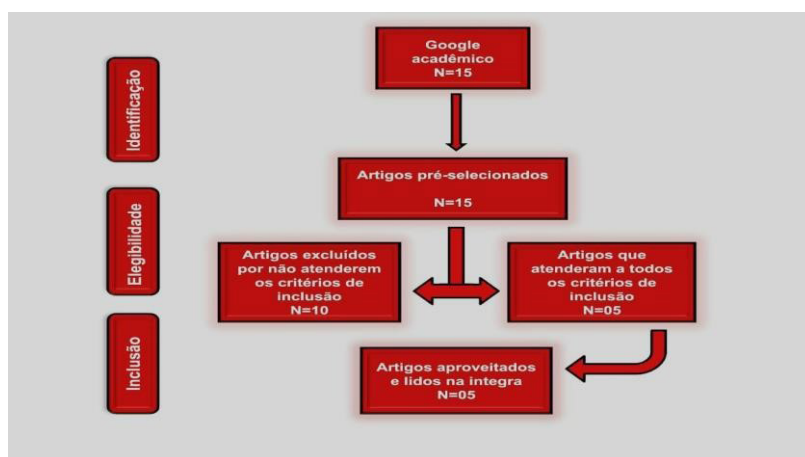 Identificação
Google
acadêmico
N=15
Artigos pré-selecionados
N=15
Elegibilidade
Artigos excluídos
por não atenderem
os critérios de
inclusão
N=10
Artigos que
atenderam a todos
os critérios de
inclusão
N=05
Inclusão
Artigos aproveitados
e lidos na integra
N=05